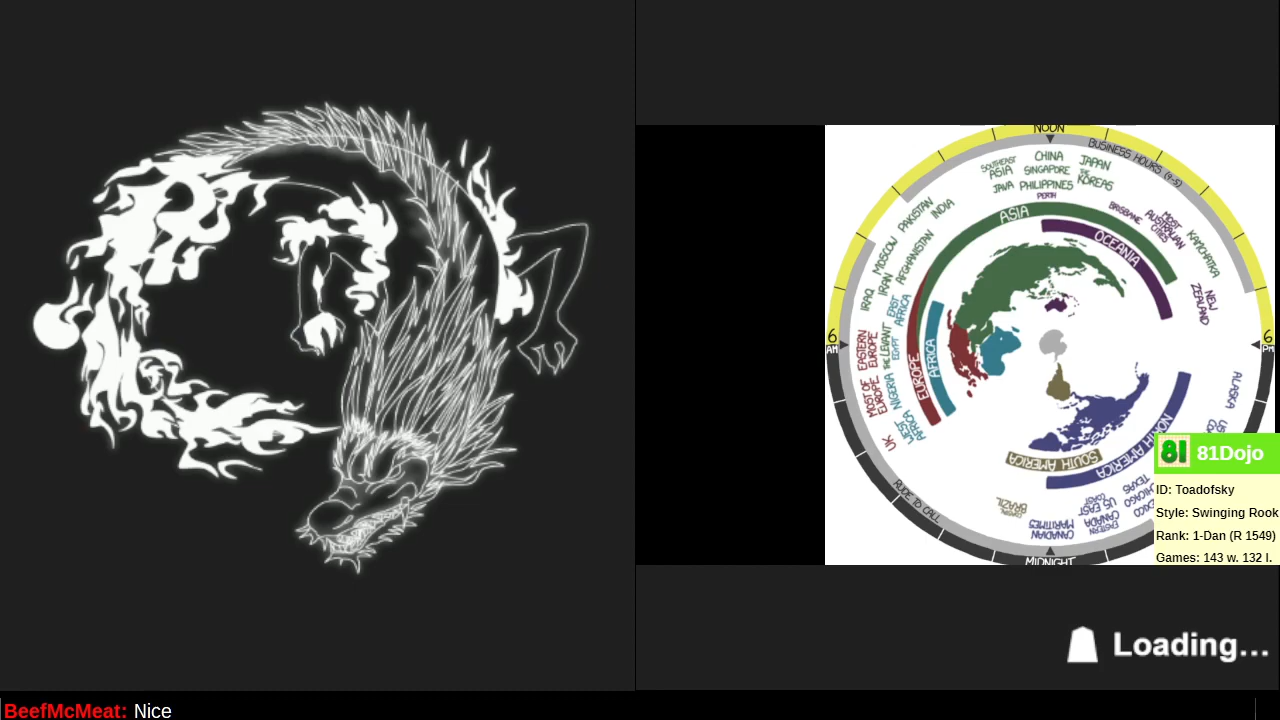 NOON
BUSINESS HOURS (9-5)
SOUTHEAST
ASIA
CHINA
SINGAPORE
JAPAN
THE
KOREAS
JAVA
PHILIPPINES
PERTH
PAKISTAN
INDIA
ASIA
BRISBANE
MOST
AUSTRALIAN
CITIES
KAMCHATKA
MOSCOW
AFGHANISTAN
OCEANIA
IRAQ
IRAN
EAST
AFRICA
NEW
ZEALAND
6
AM
6
PM
EASTERN
EUROPE
THE LEVANT
EGYPT
EUROPE
AFRICA
MOST OF
EUROPE
NIGERIA
UK
WEST
AFRICA
ALASKA
NORTH AMERICA
SOUTH AMERICA
RUDE TO CALL
BRAZIL
CANADIAN
MARITIMES
US EAST
COAST
EASTERN
CANADA
TEXAS
CHICAGO
MIDNIGHT
81 81Dojo
ID: Toadofsky
Style: Swinging Rook
Rank: 1-Dan (R 1549)
Games: 143 w. 132 l.
Loading...
BeefMcMeat: Nice